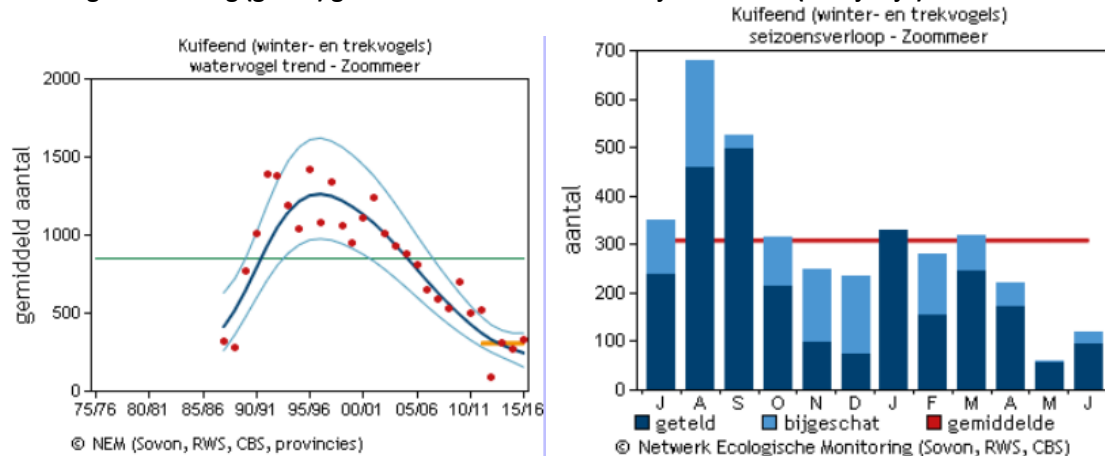 Kuifeend (winter- en trekvogels)
watervogel trend - Zoommeer
2000
1500
1000
500
0
gemiddeld aantal
75/76 80/81 85/86 90/91 95/96 00/01 05/06 10/11 15/16
© NEM (Sovon, RWS, CBS, provincies)
Kuifeend (winter- en trekvogels)
seizoensverloop - Zoommeer
700
600
500
400
300
200
100
0
aantal
J A S O N D J F M A M J
geteld bijgeschat gemiddelde
© Netwerk Ecologische Monitoring (Sovon, RWS, CBS)